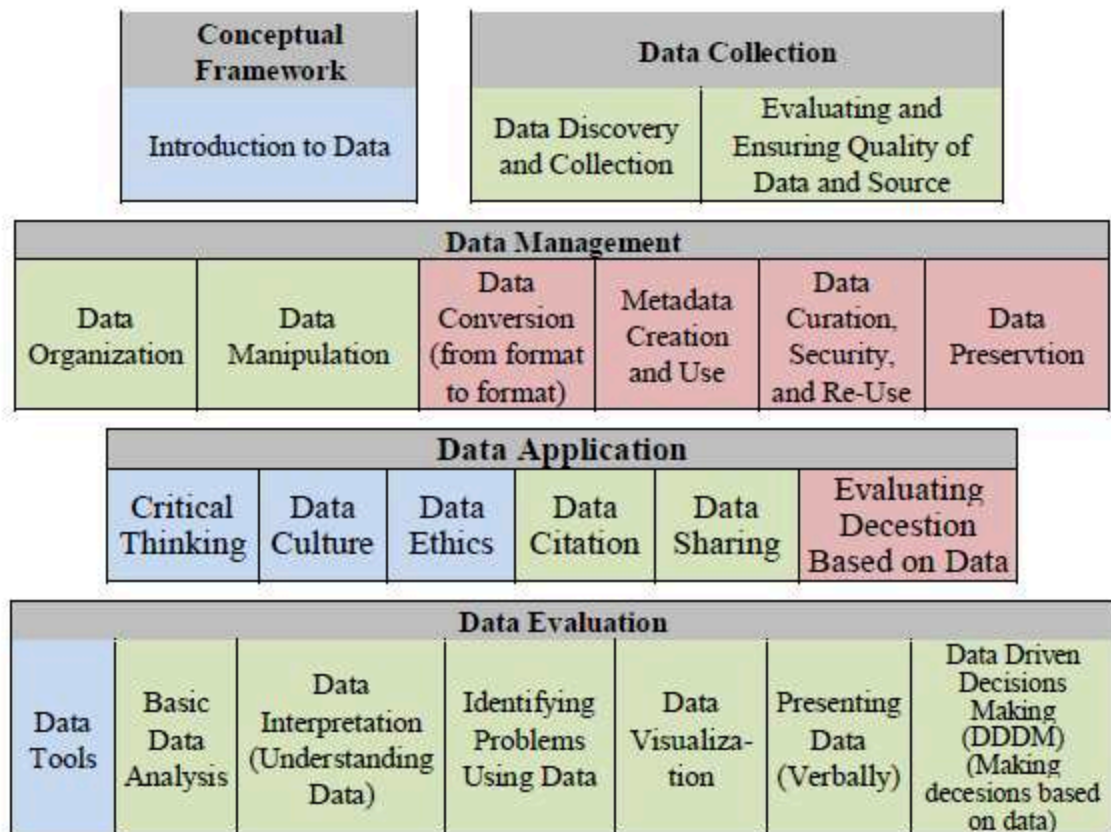 Conceptual
Framework
Introduction to Data
Data Collection
Data Discovery
and Collection
Evaluating and
Ensuring Quality of
Data and Source
Data Management
Data
Organization
Data
Manipulation
Data
Conversion
(from format
to format)
Metadata
Creation
and Use
Data
Curation,
Security,
and Re-Use
Data
Preservtion
Data Application
Critical
Thinking
Data
Culture
Data
Ethics
Data
Citation
Data
Sharing
Evaluating
Decestion
Based on Data
Data Evaluation
Data
Tools
Basic
Data
Analysis
Data
Interpretation
(Understanding
Data)
Identifying
Problems
Using Data
Data
Visualiza-
tion
Presenting
Data
(Verbally)
Data Driven
Decisions
Making
(DDDM)
(Making
decesions based
on data)